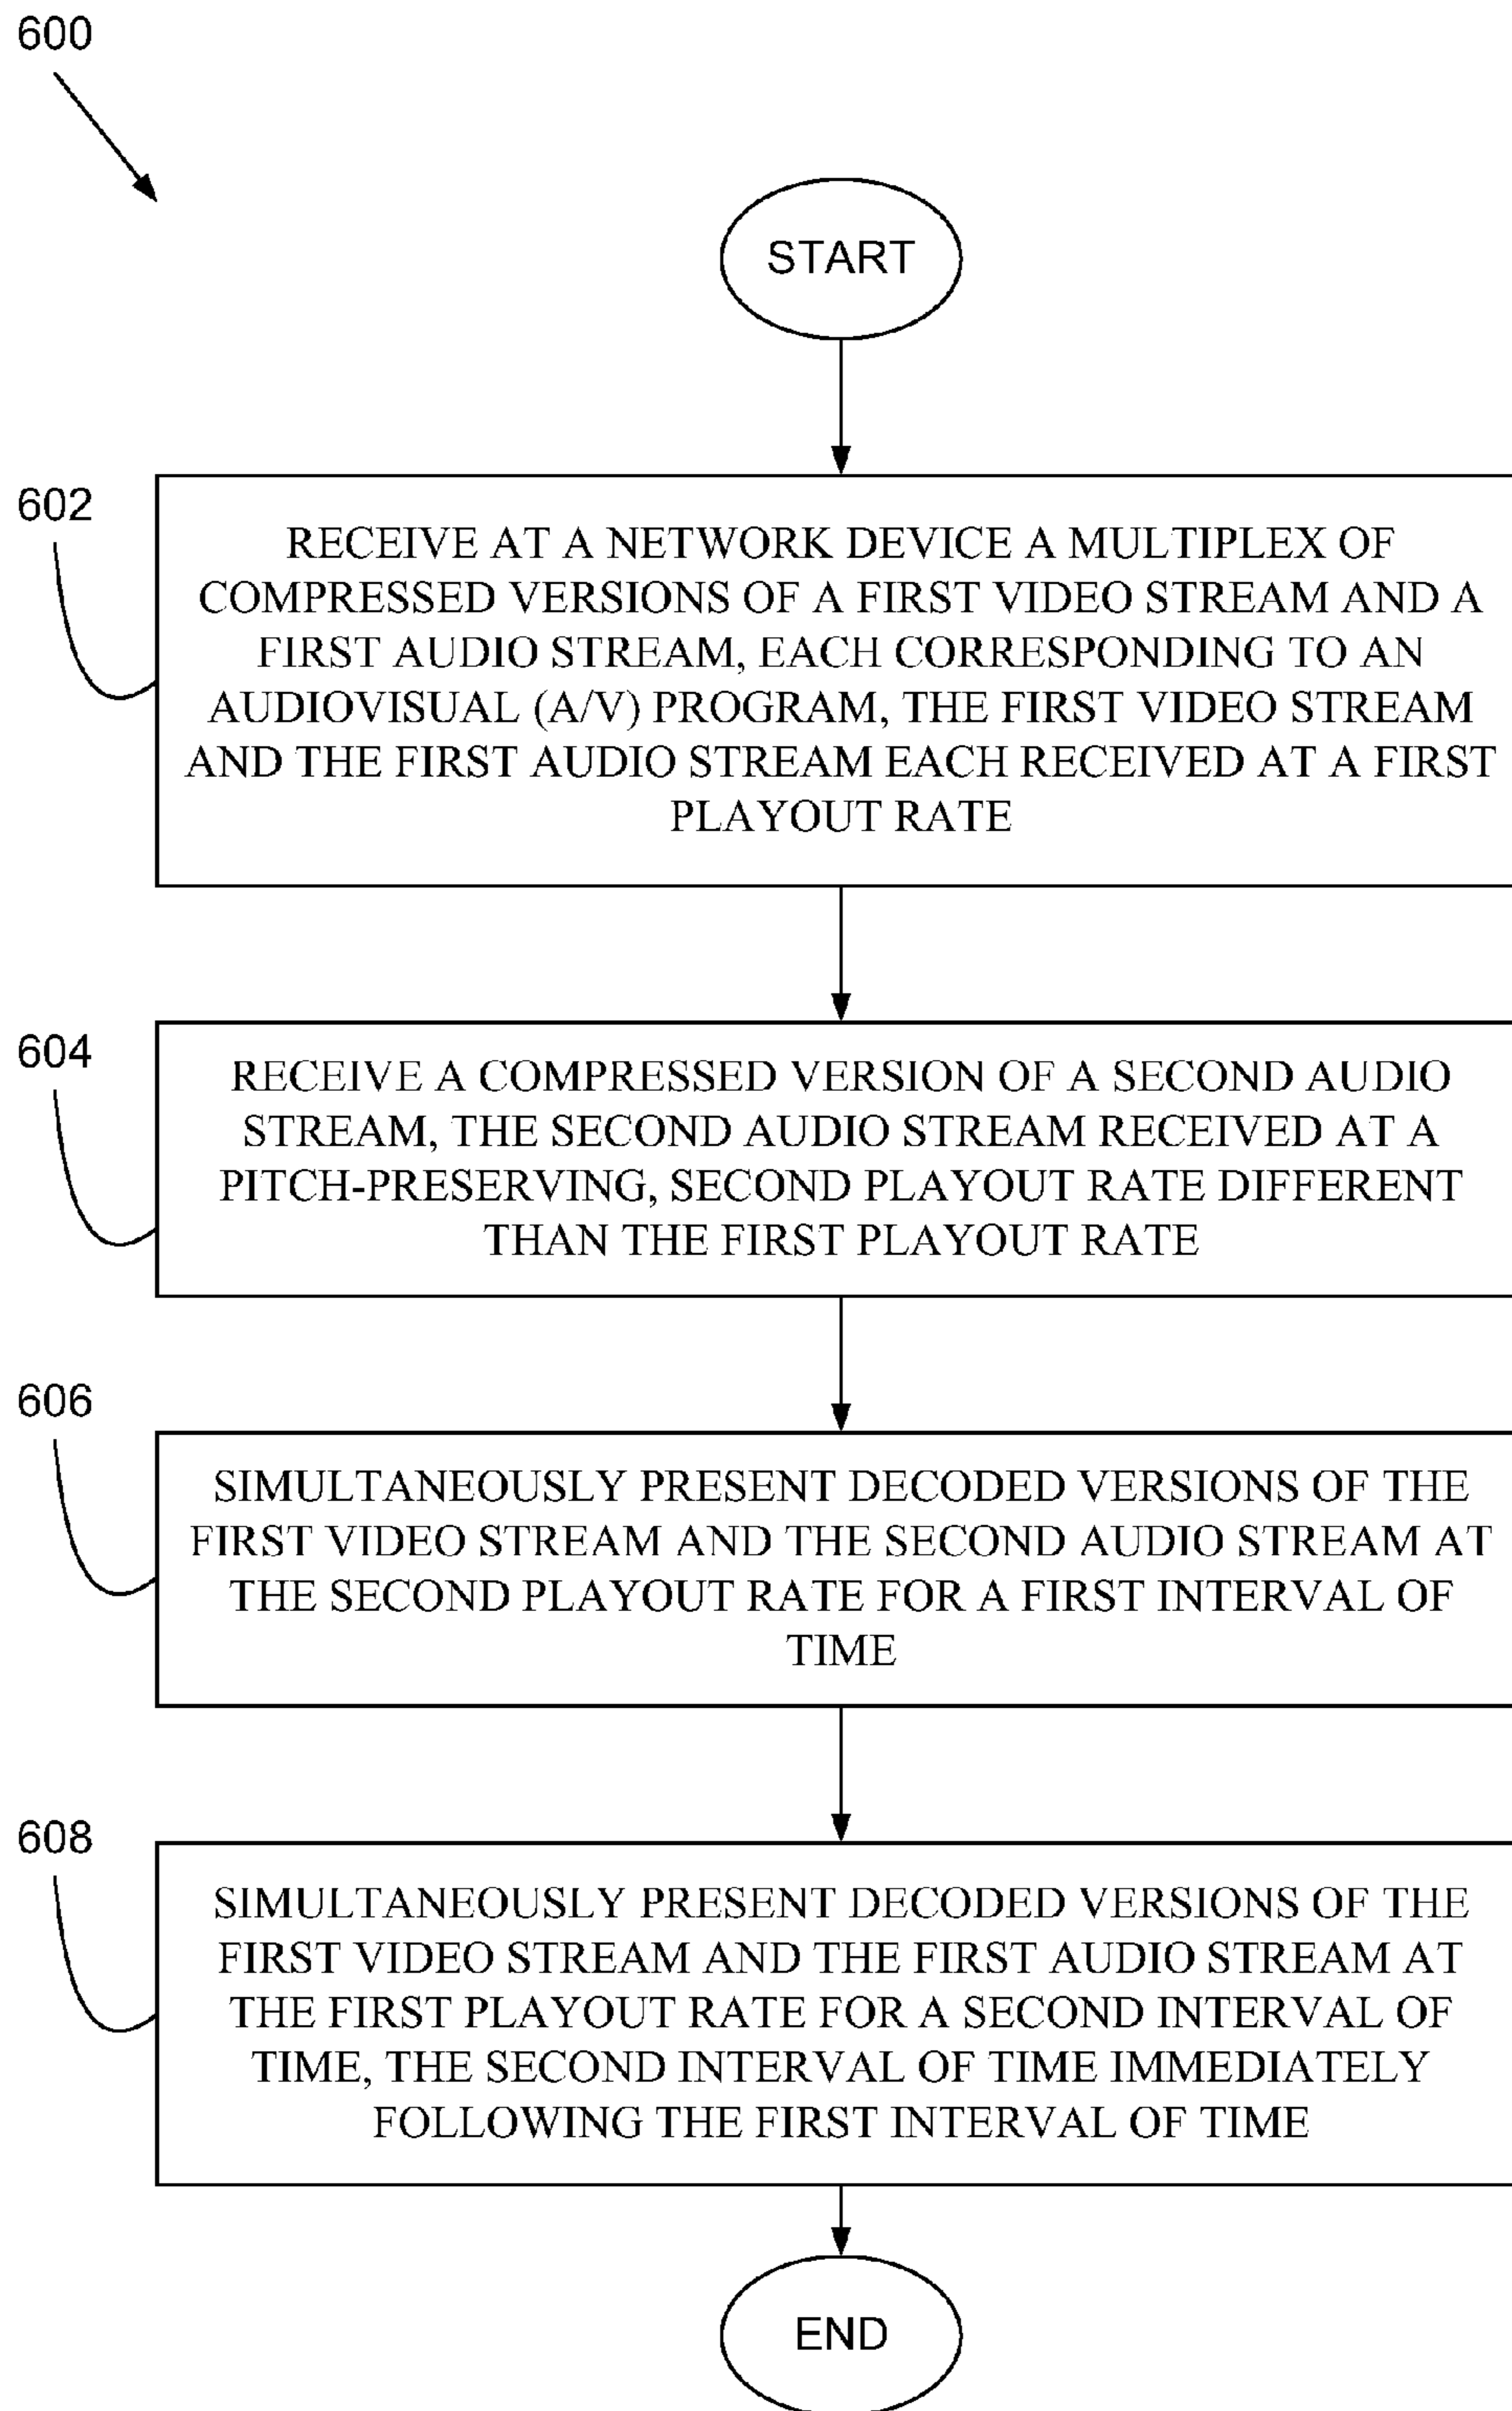 600
START
602
RECEIVE AT A NETWORK DEVICE A MULTIPLEX OF
COMPRESSED VERSIONS OF A FIRST VIDEO STREAM AND A
FIRST AUDIO STREAM, EACH CORRESPONDING TO AN
AUDIOVISUAL (A/V) PROGRAM, THE FIRST VIDEO STREAM
AND THE FIRST AUDIO STREAM EACH RECEIVED AT A FIRST
PLAYOUT RATE
604
RECEIVE A COMPRESSED VERSION OF A SECOND AUDIO
STREAM, THE SECOND AUDIO STREAM RECEIVED AT A
PITCH-PRESERVING, SECOND PLAYOUT RATE DIFFERENT
THAN THE FIRST PLAYOUT RATE
606
SIMULTANEOUSLY PRESENT DECODED VERSIONS OF THE
FIRST VIDEO STREAM AND THE SECOND AUDIO STREAM AT
THE SECOND PLAYOUT RATE FOR A FIRST INTERVAL OF
TIME
608
SIMULTANEOUSLY PRESENT DECODED VERSIONS OF THE
FIRST VIDEO STREAM AND THE FIRST AUDIO STREAM AT
THE FIRST PLAYOUT RATE FOR A SECOND INTERVAL OF
TIME, THE SECOND INTERVAL OF TIME IMMEDIATELY
FOLLOWING THE FIRST INTERVAL OF TIME
END